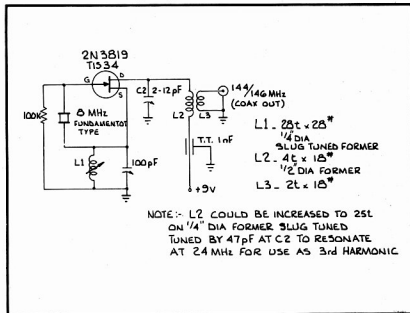 2N3819
TIS34
G
D
S
100K
8 MHz
FUNDAMENTAL
TYPE
L1
100pF
C2
2-12pF
L2
L3
144/
146 MHz
(COAX OUT)
T.T. 1nF
+9V
L1 - 28t x 28#
1/4" DIA
SLUG TUNED FORMER
L2 - 4t x 18#
1/2" DIA FORMER
L3 - 2t x 18#
NOTE:- L2 COULD BE INCREASED TO 25t
ON 1/4" DIA FORMER SLUG TUNED
TUNED BY 47pF AT C2 TO RESONATE
AT 24 MHz FOR USE AS 3rd HARMONIC